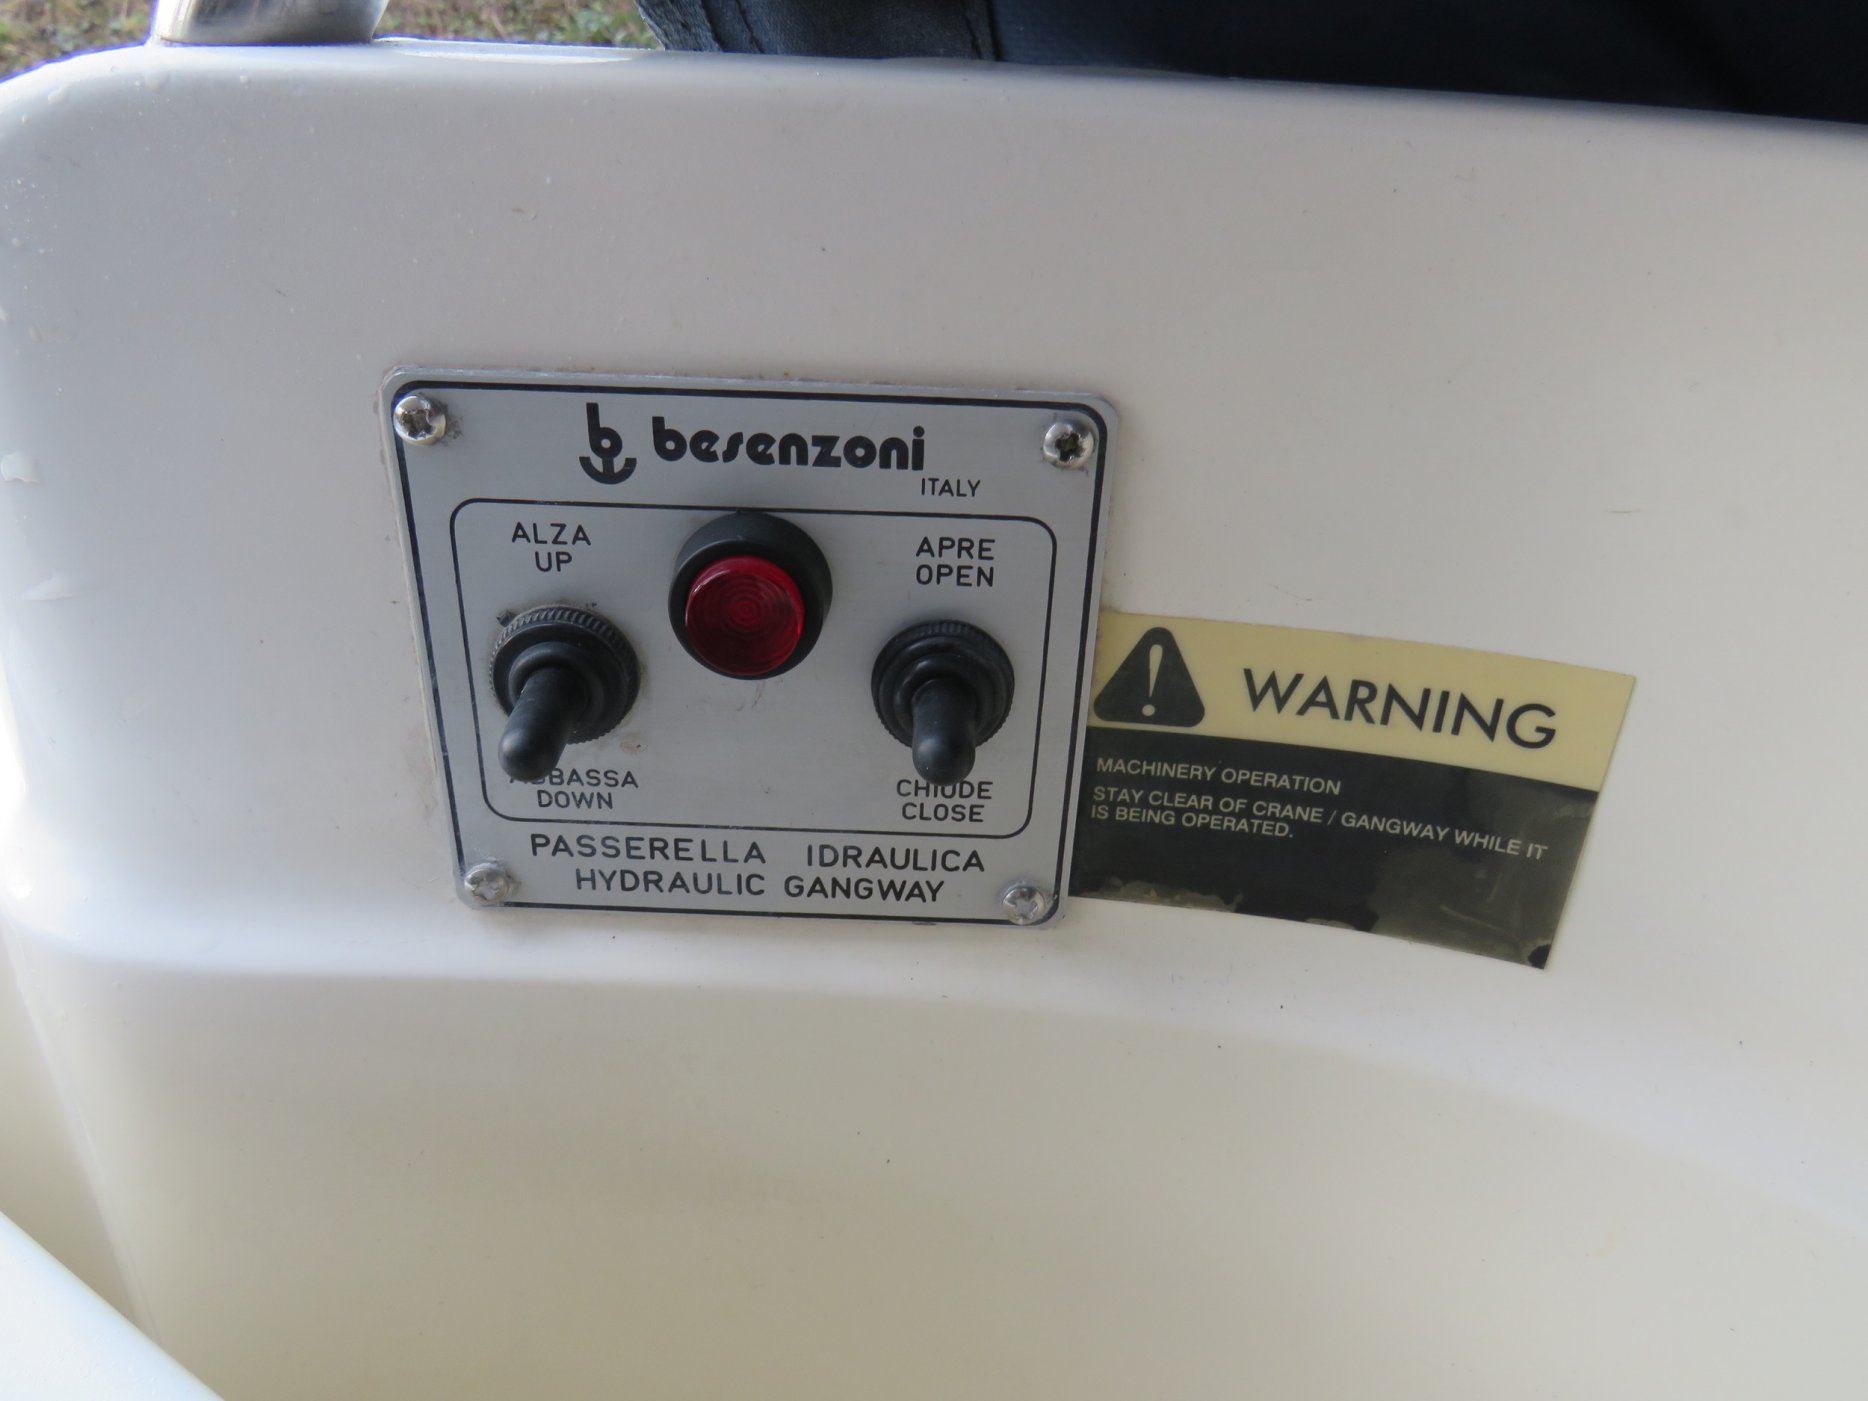 besenzoni
ITALY
ALZA
UP
APRE
OPEN
ABBASSA
DOWN
CHIUDE
CLOSE
PASSERELLA IDRAULICA
HYDRAULIC GANGWAY
WARNING
MACHINERY OPERATION
STAY CLEAR OF CRANE / GANGWAY WHILE IT
IS BEING OPERATED.